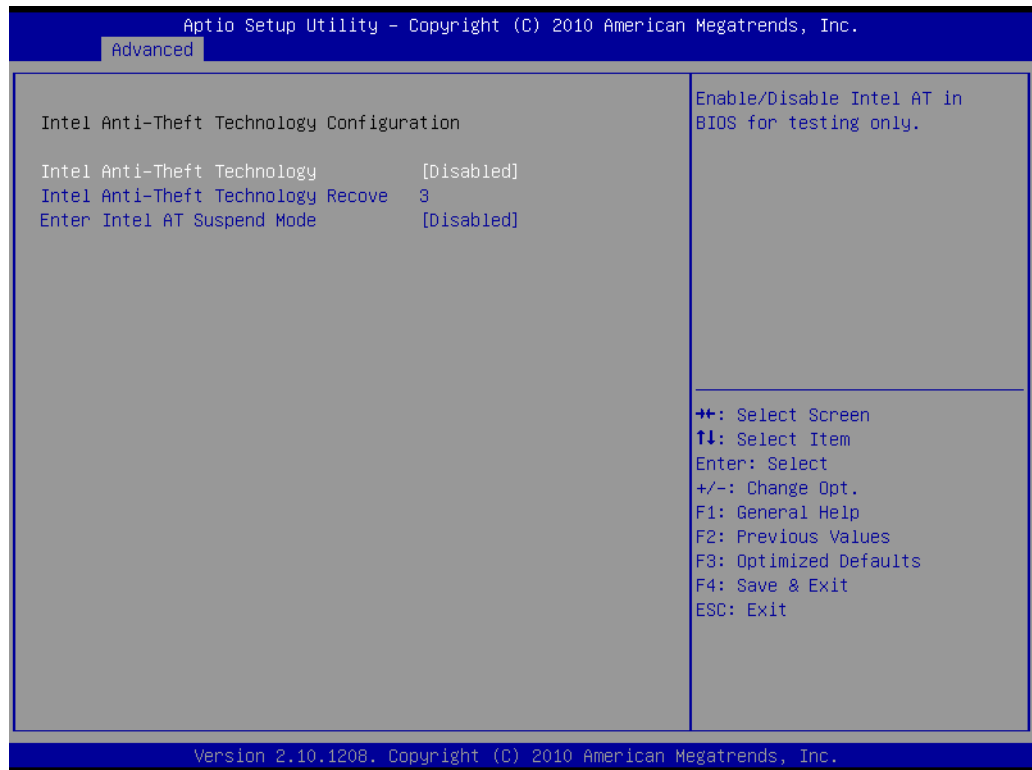 Aptio Setup Utility – Copyright (C) 2010 American Megatrends, Inc.
Advanced
Intel Anti-Theft Technology Configuration
Intel Anti-Theft Technology [Disabled]
Intel Anti-Theft Technology Recove 3
Enter Intel AT Suspend Mode [Disabled]
Enable/Disable Intel AT in
BIOS for testing only.
→←: Select Screen
↑↓: Select Item
Enter: Select
+/-: Change Opt.
F1: General Help
F2: Previous Values
F3: Optimized Defaults
F4: Save & Exit
ESC: Exit
Version 2.10.1208. Copyright (C) 2010 American Megatrends, Inc.